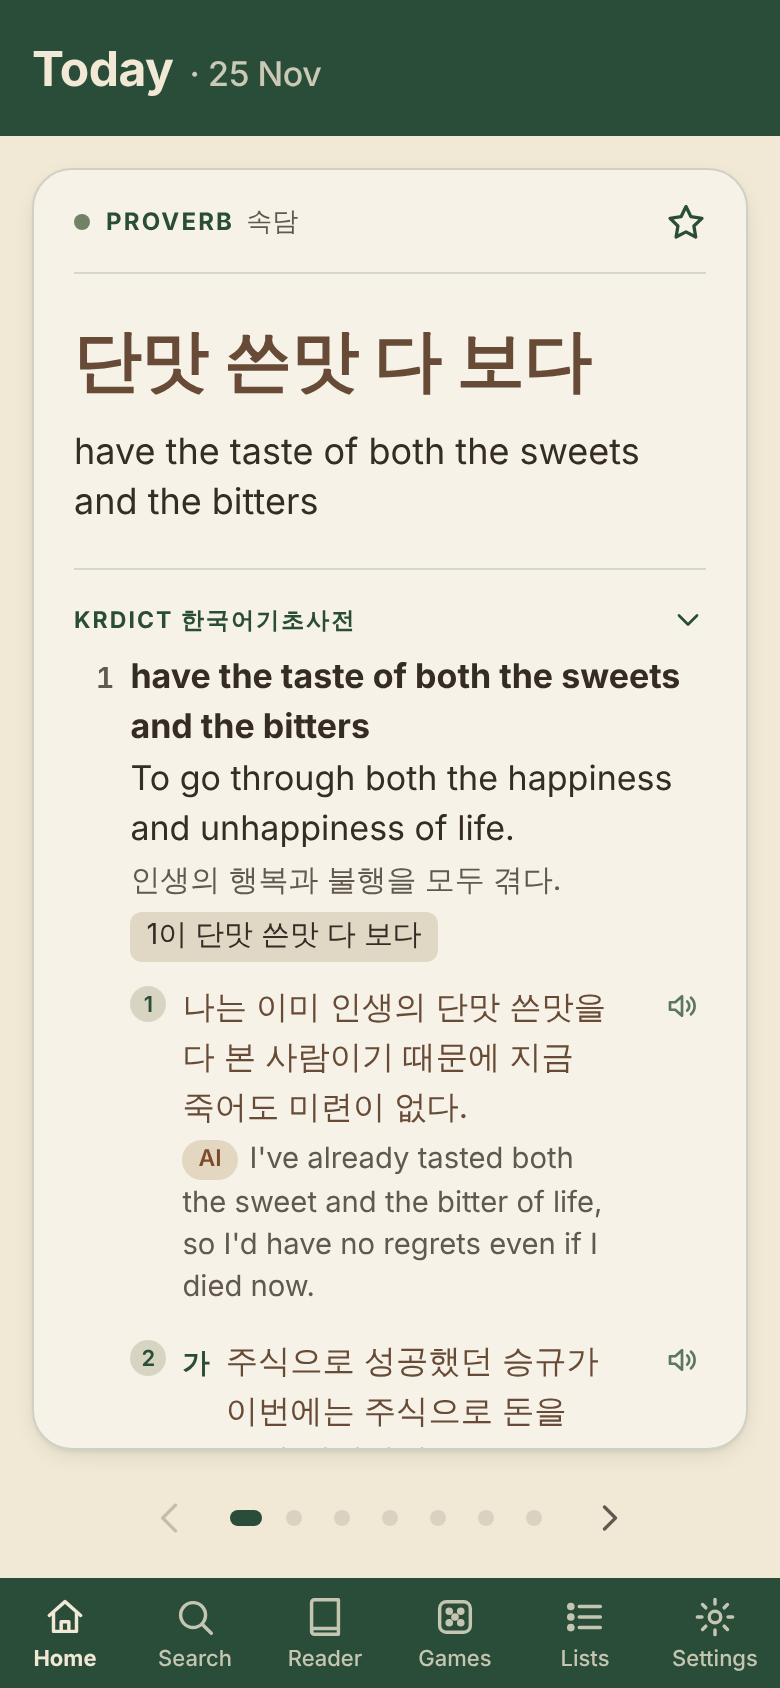 Today · 25 Nov
PROVERB 속담
단맛 쓴맛 다 보다
have the taste of both the sweets
and the bitters
KRDICT 한국어기초사전
1 have the taste of both the sweets
and the bitters
To go through both the happiness
and unhappiness of life.
인생의 행복과 불행을 모두 겪다.
1이 단맛 쓴맛 다 보다
1 나는 이미 인생의 단맛 쓴맛을
다 본 사람이기 때문에 지금
죽어도 미련이 없다.
AI I've already tasted both
the sweet and the bitter of life,
so I'd have no regrets even if I
died now.
2 가 주식으로 성공했던 승규가
이번에는 주식으로 돈을
Home Search Reader Games Lists Settings